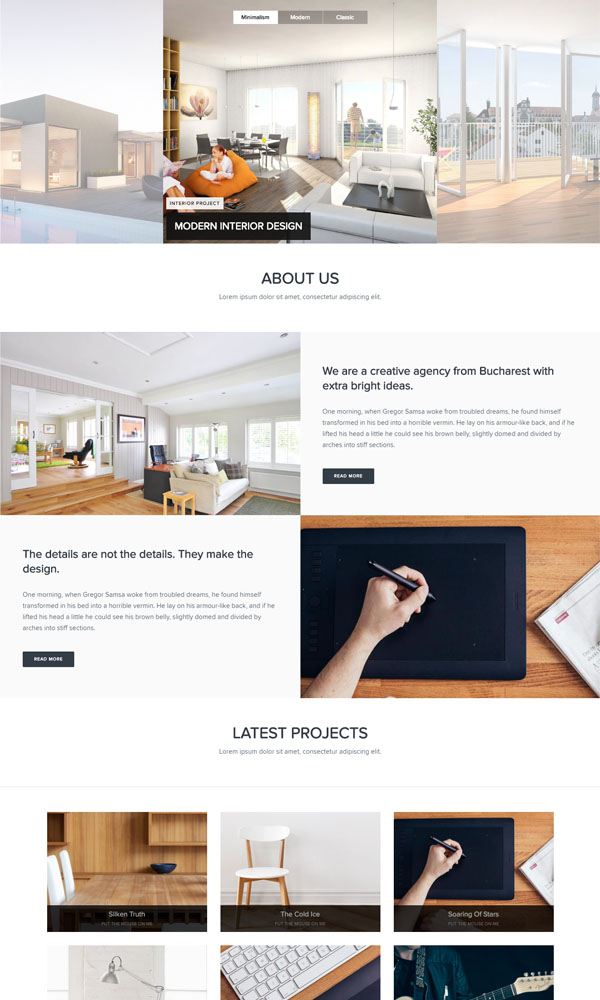 Minimalism Modern Classic
INTERIOR PROJECT
MODERN INTERIOR DESIGN
ABOUT US
Lorem ipsum dolor sit amet, consectetur adipiscing elit.
We are a creative agency from Bucharest with
extra bright ideas.
One morning, when Gregor Samsa woke from troubled dreams, he found himself
transformed in his bed into a horrible vermin. He lay on his armour-like back, and if he
lifted his head a little he could see his brown belly, slightly domed and divided by
arches into stiff sections.
READ MORE
The details are not the details. They make the
design.
One morning, when Gregor Samsa woke from troubled dreams, he found himself
transformed in his bed into a horrible vermin. He lay on his armour-like back, and if he
lifted his head a little he could see his brown belly, slightly domed and divided by
arches into stiff sections.
READ MORE
LATEST PROJECTS
Lorem ipsum dolor sit amet, consectetur adipiscing elit.
Silken Truth
PUT THE MOUSE ON ME
The Cold Ice
PUT THE MOUSE ON ME
Soaring Of Stars
PUT THE MOUSE ON ME